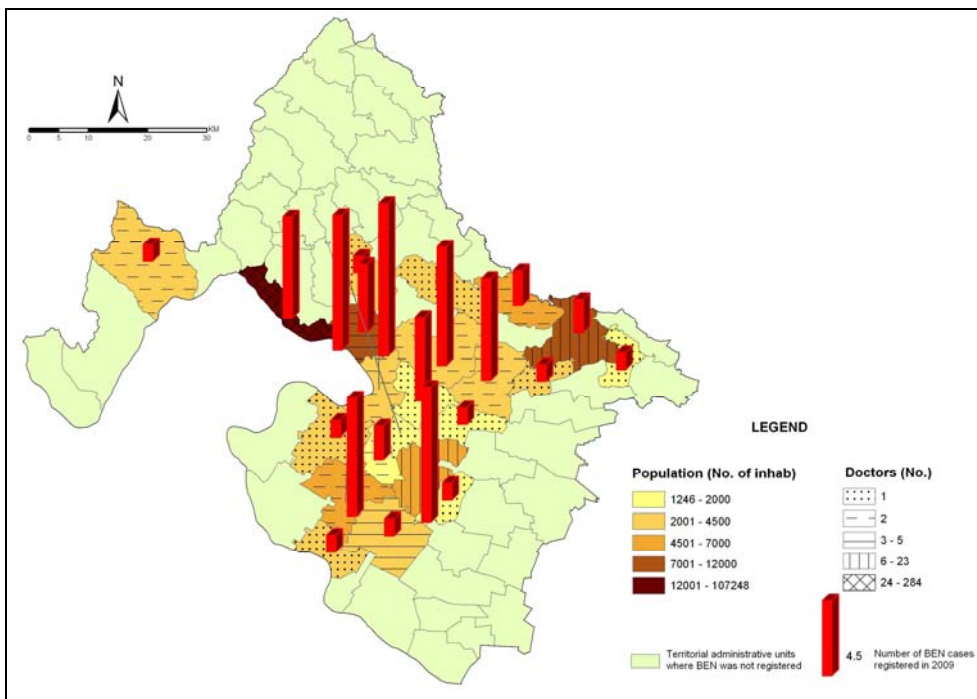 N
KM
0 5 10 20 30
LEGEND
Population (No. of inhab)
1246 - 2000
2001 - 4500
4501 - 7000
7001 - 12000
12001 - 107248
Doctors (No.)
1
2
3 - 5
6 - 23
24 - 284
Territorial administrative units
where BEN was not registered
4.5 Number of BEN cases
registered in 2009